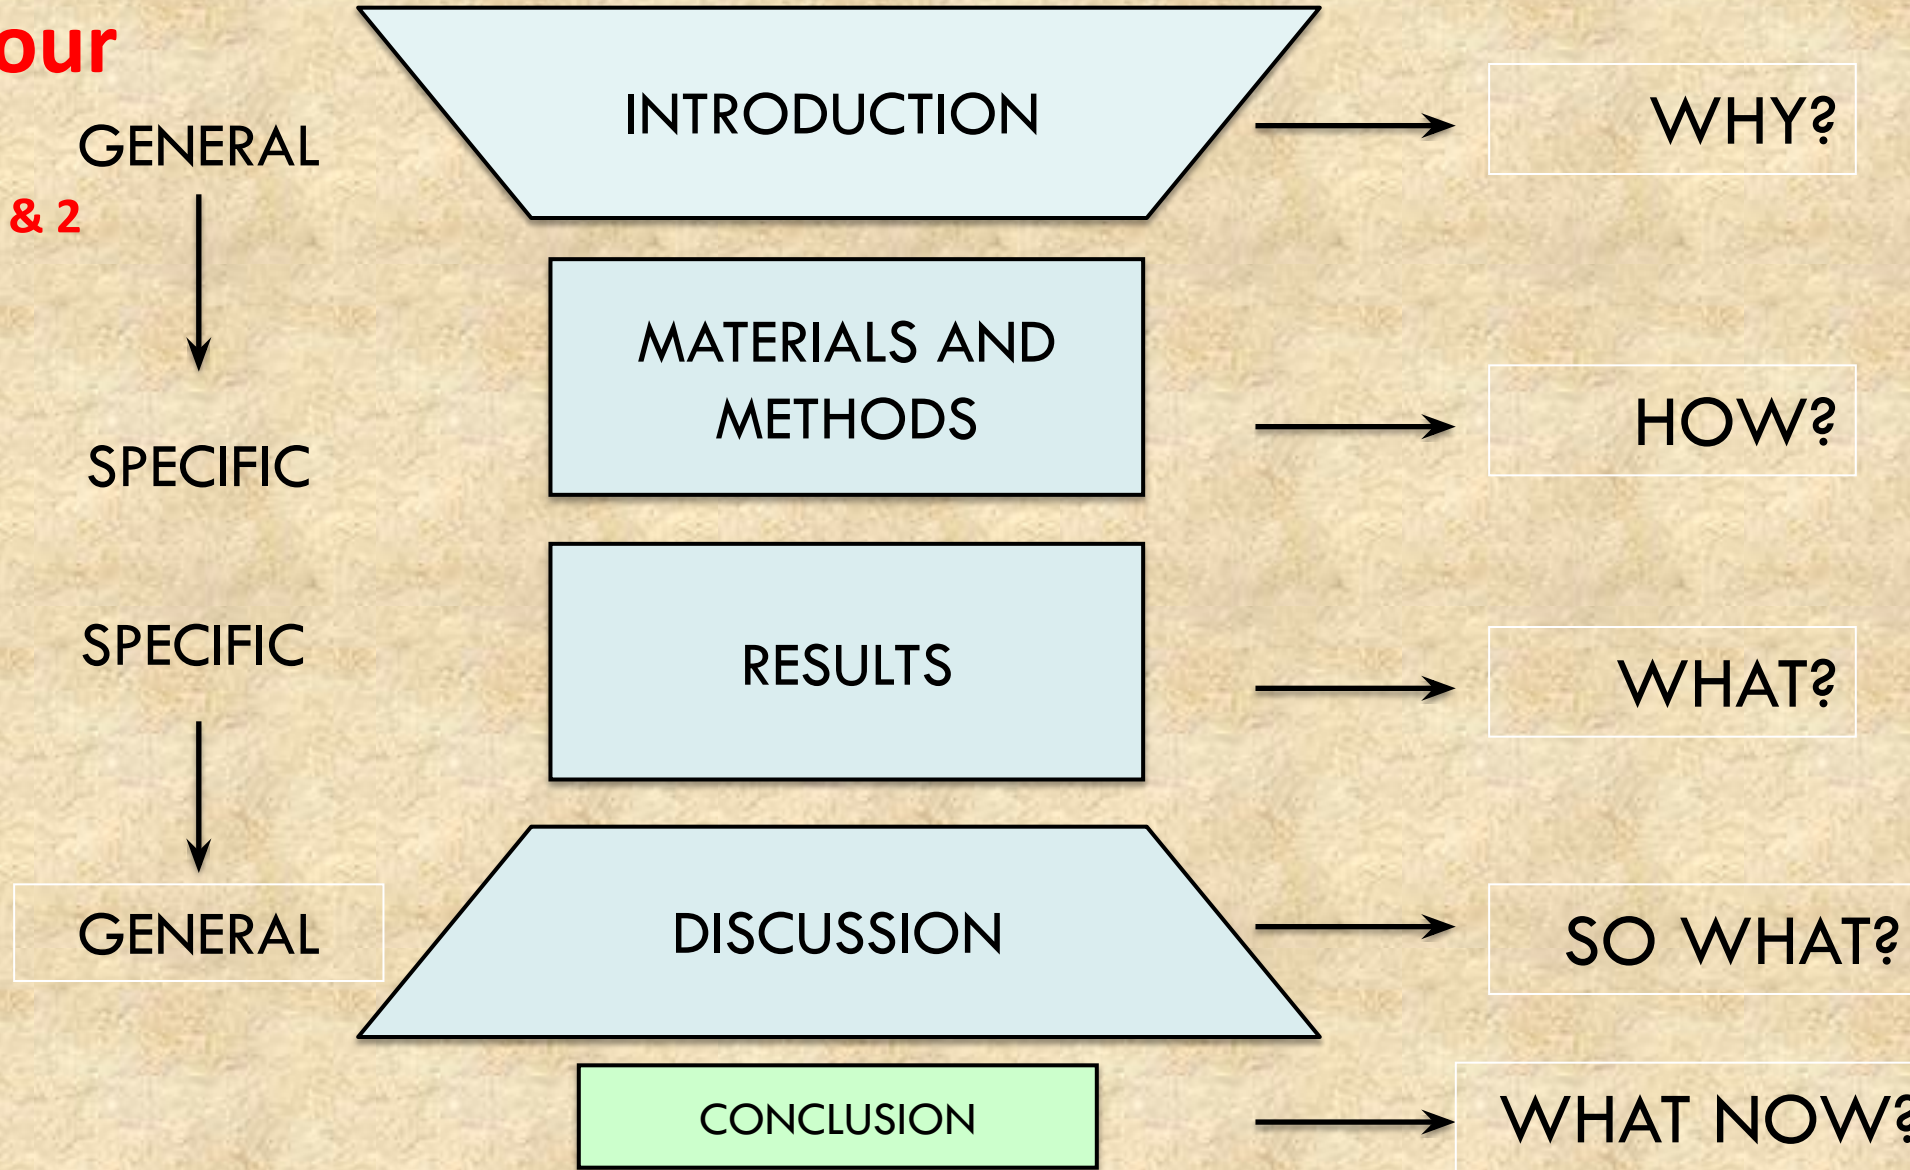 our
GENERAL
& 2
SPECIFIC
SPECIFIC
GENERAL
INTRODUCTION
MATERIALS AND
METHODS
RESULTS
DISCUSSION
CONCLUSION
WHY?
HOW?
WHAT?
SO WHAT?
WHAT NOW?